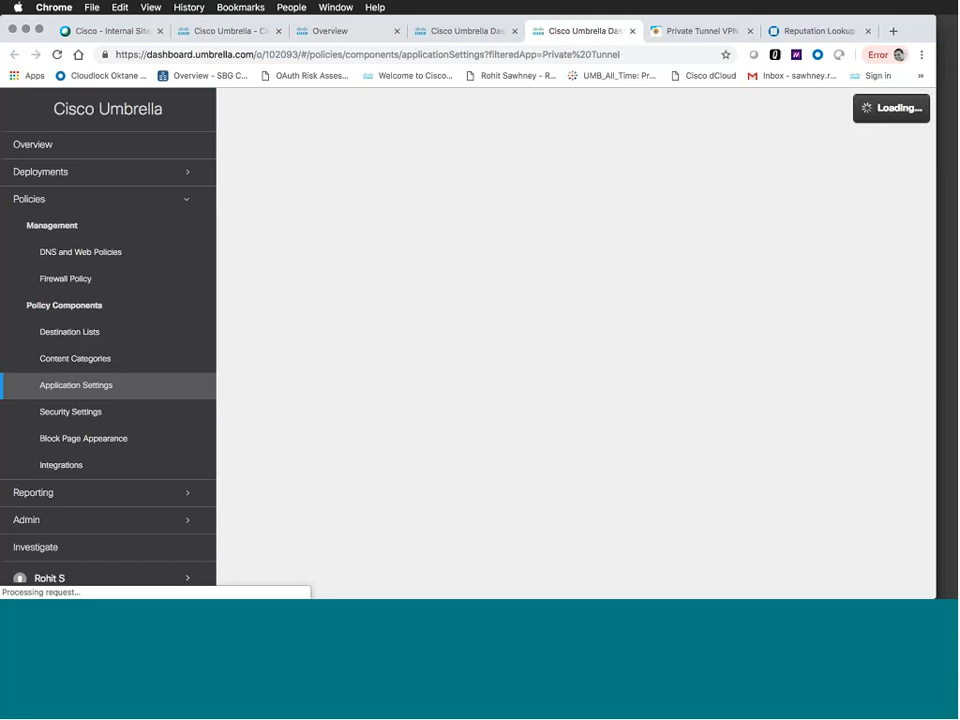 Chrome File Edit View History Bookmarks People Window Help
Cisco - Internal Site Cisco Umbrella - C Overview Cisco Umbrella Das Cisco Umbrella Das Private Tunnel VPN Reputation Lookup
https://dashboard.umbrella.com/o/102093/#/policies/components/applicationSettings?filteredApp=Private%20Tunnel Error
Apps Cloudlock Oktane ... Overview - SBG C... OAuth Risk Asses... Welcome to Cisco... Rohit Sawhney - R... UMB_All_Time: Pr... Cisco dCloud Inbox - sawhney.r... Sign in »
Cisco Umbrella
Loading...
Overview
Deployments
Policies
Management
DNS and Web Policies
Firewall Policy
Policy Components
Destination Lists
Content Categories
Application Settings
Security Settings
Block Page Appearance
Integrations
Reporting
Admin
Investigate
Rohit S
Processing request...